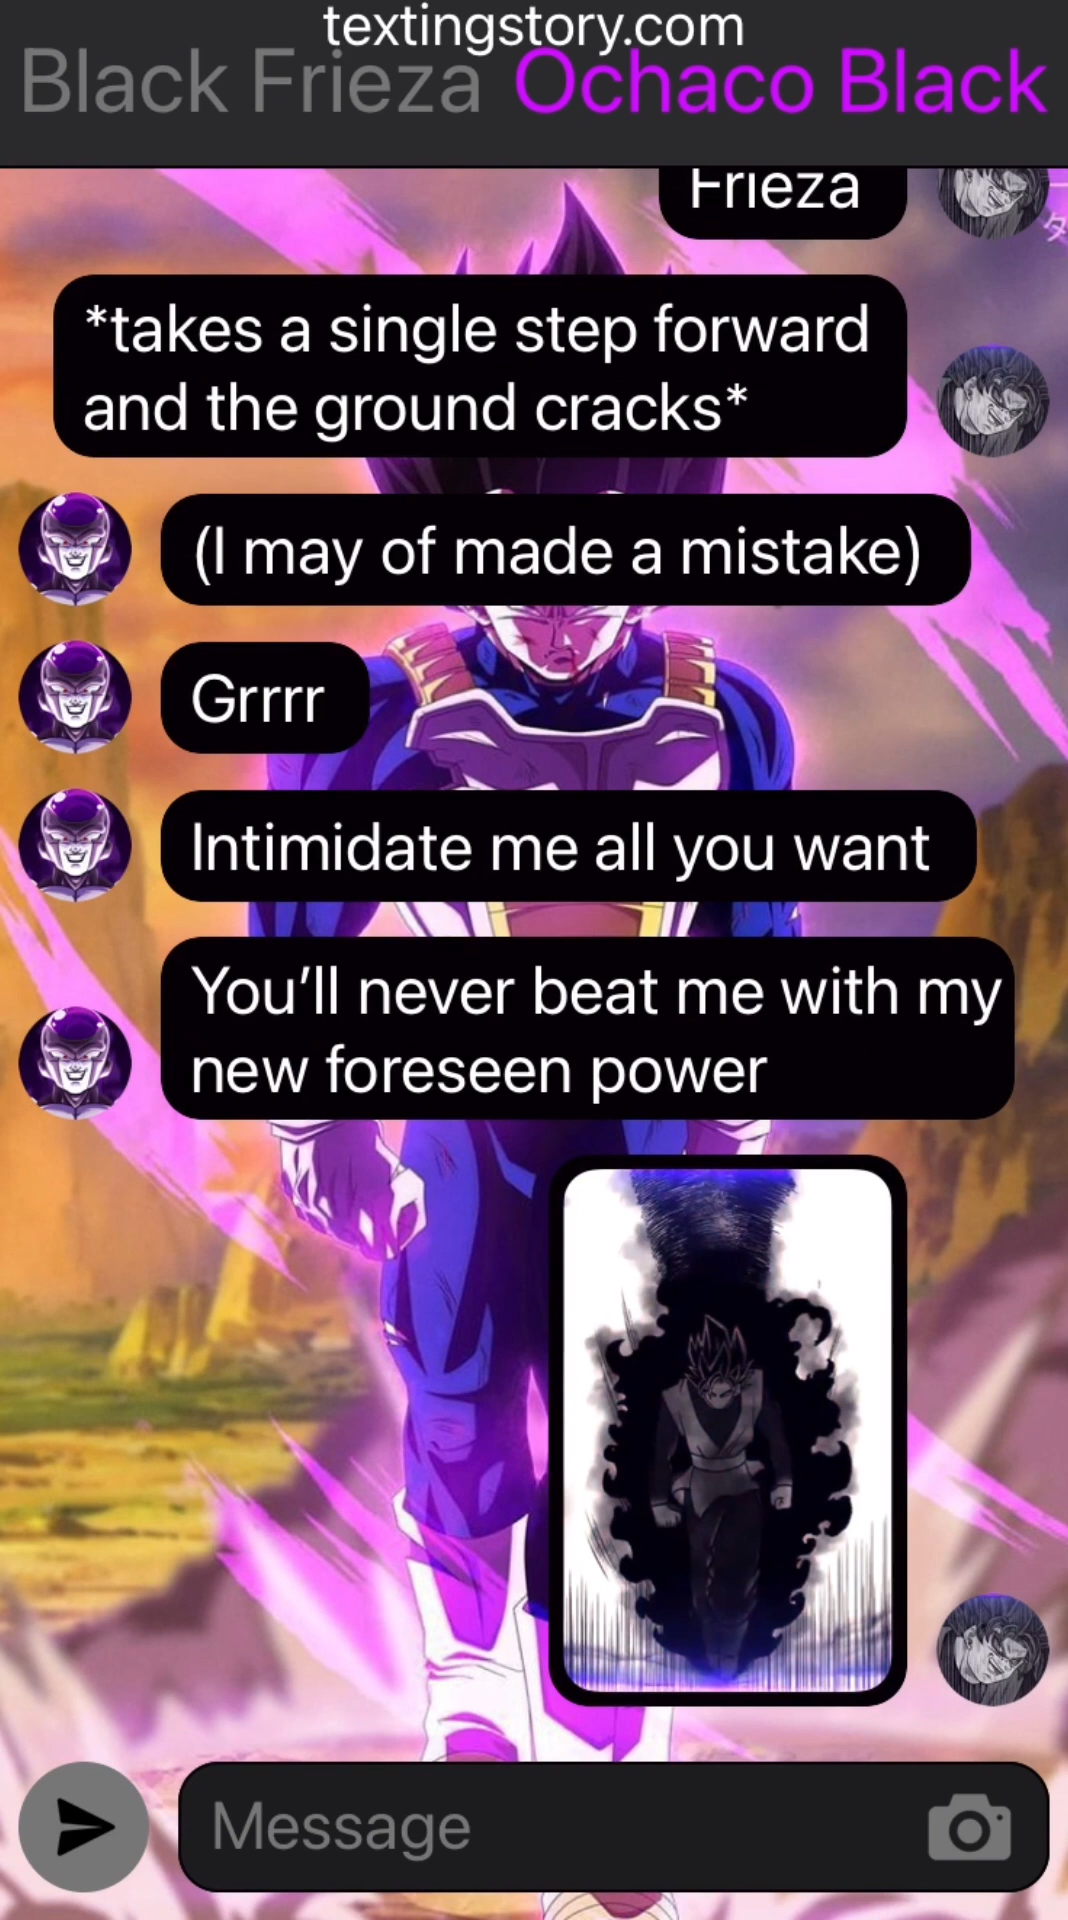 textingstory.com
Black Frieza Ochaco Black
Frieza
*takes a single step forward
and the ground cracks*
(I may of made a mistake)
Grrrr
Intimidate me all you want
You’ll never beat me with my
new foreseen power
Message